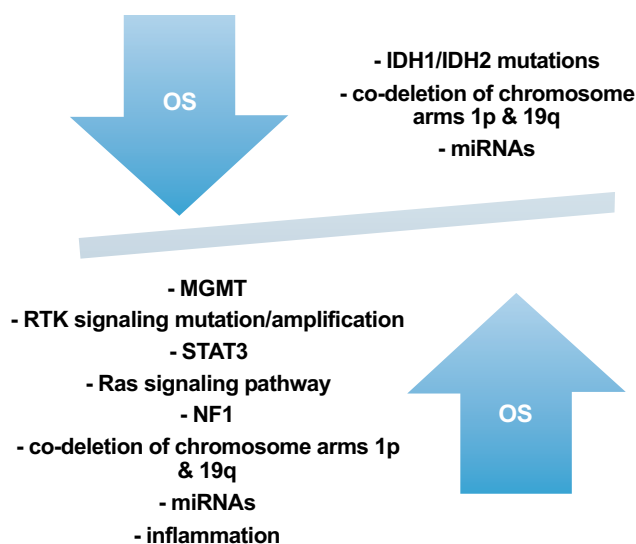 OS
- IDH1/IDH2 mutations
- co-deletion of chromosome
arms 1p & 19q
- miRNAs
- MGMT
- RTK signaling mutation/amplification
- STAT3
- Ras signaling pathway
- NF1
- co-deletion of chromosome arms 1p
& 19q
- miRNAs
- inflammation
OS